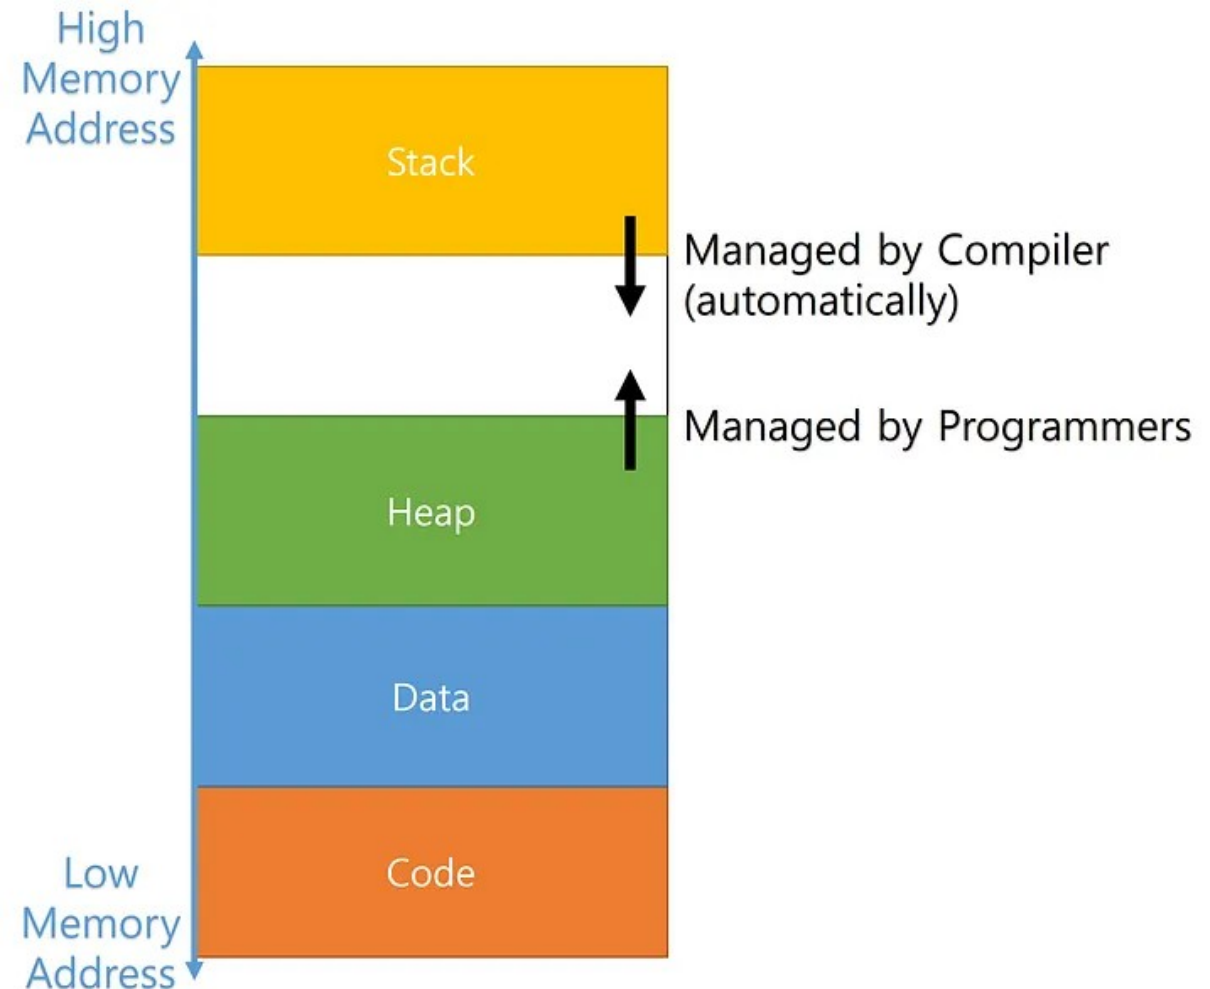 High
Memory
Address
Stack
Managed by Compiler
(automatically)
Managed by Programmers
Heap
Data
Code
Low
Memory
Address